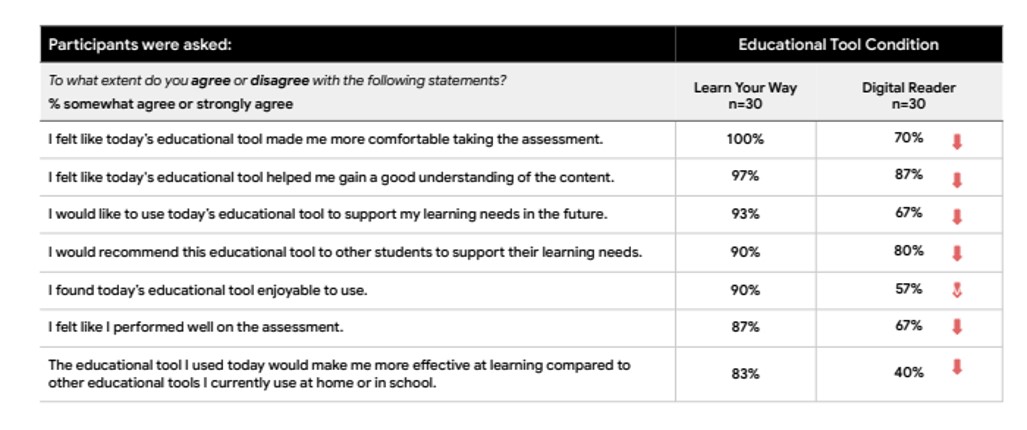 Participants were asked:
Educational Tool Condition
To what extent do you agree or disagree with the following statements?
% somewhat agree or strongly agree
Learn Your Way
n=30
Digital Reader
n=30
I felt like today’s educational tool made me more comfortable taking the assessment.
100%
70%
I felt like today’s educational tool helped me gain a good understanding of the content.
97%
87%
I would like to use today’s educational tool to support my learning needs in the future.
93%
67%
I would recommend this educational tool to other students to support their learning needs.
90%
80%
I found today’s educational tool enjoyable to use.
90%
57%
I felt like I performed well on the assessment.
87%
67%
The educational tool I used today would make me more effective at learning compared to
other educational tools I currently use at home or in school.
83%
40%